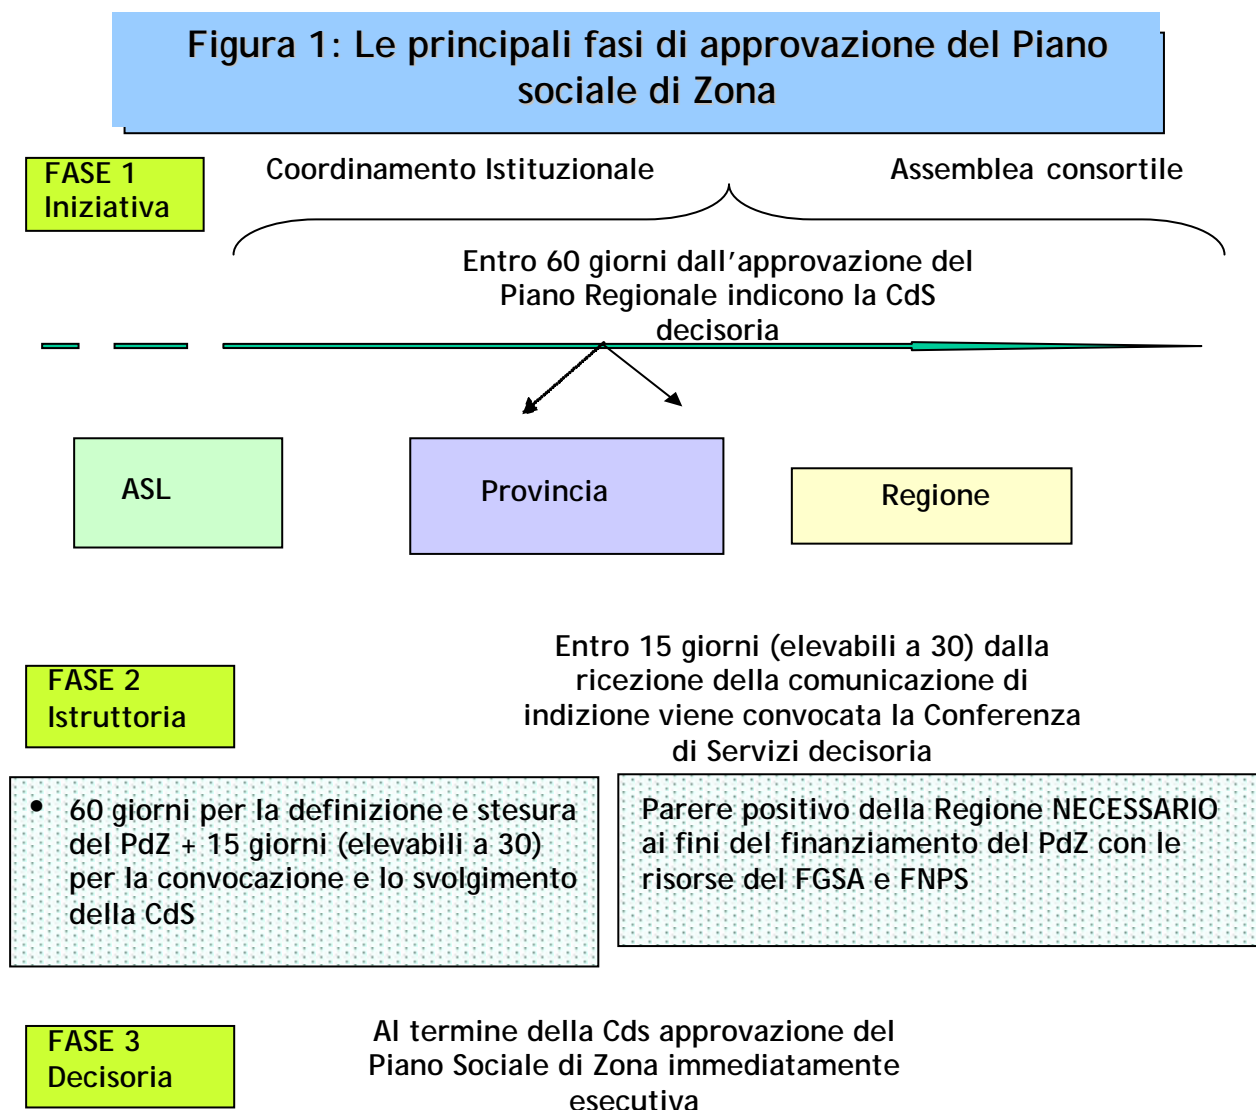 Figura 1: Le principali fasi di approvazione del Piano
sociale di Zona
FASE 1
Iniziativa
Coordinamento Istituzionale
Assemblea consortile
Entro 60 giorni dall'approvazione del
Piano Regionale indicono la CdS
decisoria
ASL
Provincia
Regione
FASE 2
Istruttoria
Entro 15 giorni (elevabili a 30) dalla
ricezione della comunicazione di
indizione viene convocata la Conferenza
di Servizi decisoria
• 60 giorni per la definizione e stesura
del PdZ + 15 giorni (elevabili a 30)
per la convocazione e lo svolgimento
della CdS
Parere positivo della Regione NECESSARIO
ai fini del finanziamento del PdZ con le
risorse del FGSA e FNPS
FASE 3
Decisoria
Al termine della Cds approvazione del
Piano Sociale di Zona immediatamente
esecutiva